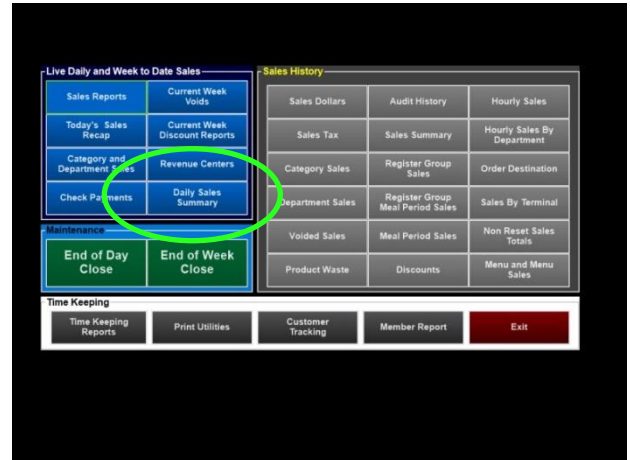 Live Daily and Week to Date Sales
Sales Reports
Current Week
Voids
Today's Sales
Recap
Current Week
Discount Reports
Category and
Department Sales
Revenue Centers
Check Payments
Daily Sales
Summary
Maintenance
End of Day
Close
End of Week
Close
Sales History
Sales Dollars
Audit History
Hourly Sales
Sales Tax
Sales Summary
Hourly Sales By
Department
Category Sales
Register Group
Sales
Order Destination
Department Sales
Register Group
Meal Period Sales
Sales By Terminal
Voided Sales
Meal Period Sales
Non Reset Sales
Totals
Product Waste
Discounts
Menu and Menu
Sales
Time Keeping
Time Keeping
Reports
Print Utilities
Customer
Tracking
Member Report
Exit